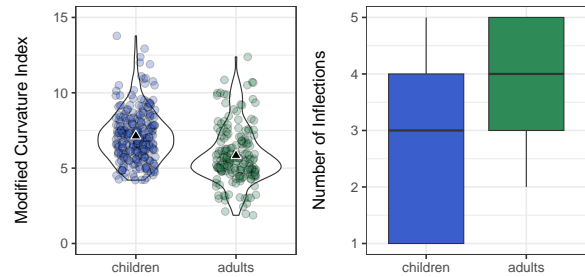 Modified Curvature Index
15
10
5
0
children
adults
Number of Inflections
5
4
3
2
1
children
adults